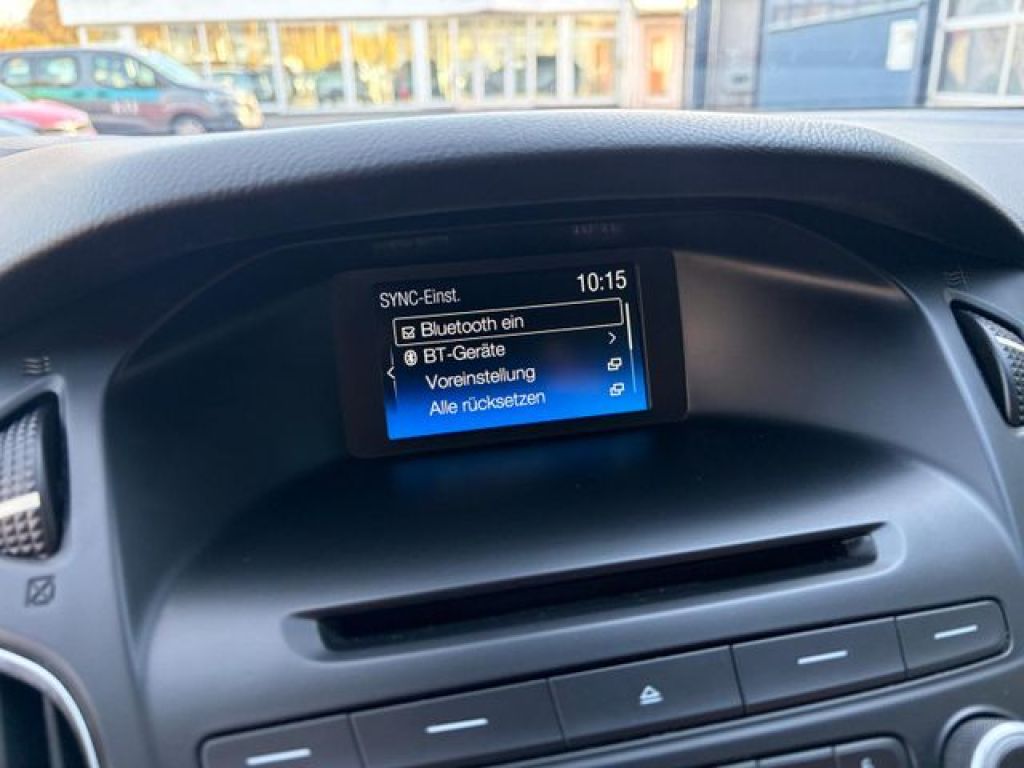 SYNC-Einst.
10:15
Bluetooth ein
BT-Geräte
Voreinstellung
Alle rücksetzen